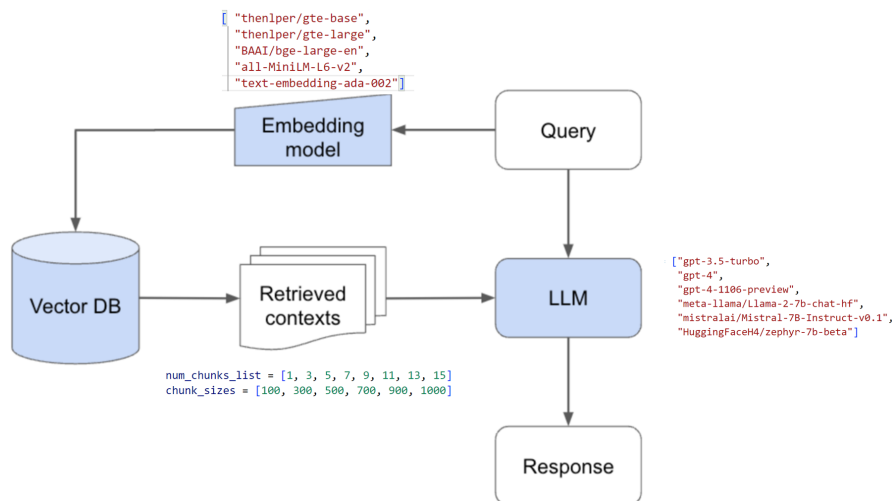 [ "thenlper/gte-base",
"thenlper/gte-large",
"BAAI/bge-large-en",
"all-MiniLM-L6-v2",
"text-embedding-ada-002"]
Embedding
model
Query
Vector DB
Retrieved
contexts
LLM
["gpt-3.5-turbo",
"gpt-4",
"gpt-4-1106-preview",
"meta-llama/Llama-2-7b-chat-hf",
"mistralai/Mistral-7B-Instruct-v0.1",
"HuggingFaceH4/zephyr-7b-beta"]
num_chunks_list = [1, 3, 5, 7, 9, 11, 13, 15]
chunk_sizes = [100, 300, 500, 700, 900, 1000]
Response